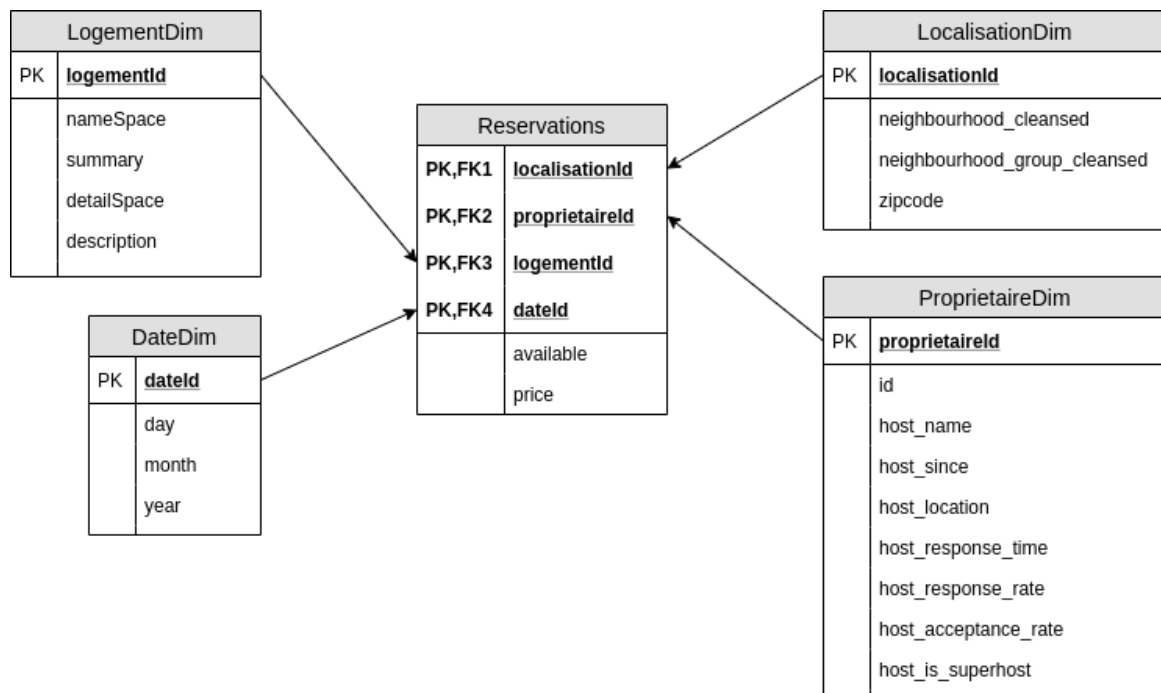 LogementDim
PK logementId
nameSpace
summary
detailSpace
description
DateDim
PK dateId
day
month
year
Reservations
PK,FK1 localisationId
PK,FK2 proprietaireId
PK,FK3 logementId
PK,FK4 dateId
available
price
LocalisationDim
PK localisationId
neighbourhood_cleansed
neighbourhood_group_cleansed
zipcode
ProprietaireDim
PK proprietaireId
id
host_name
host_since
host_location
host_response_time
host_response_rate
host_acceptance_rate
host_is_superhost